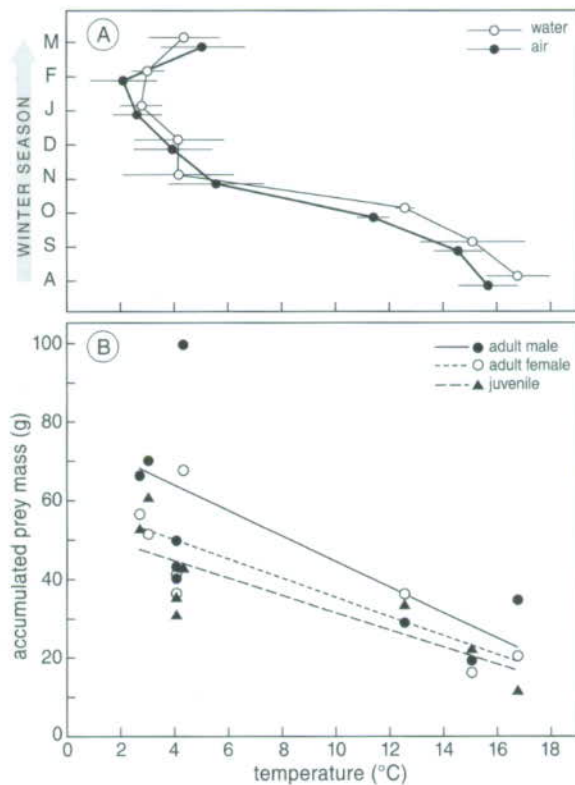 A
water
air
WINTER SEASON
M
F
J
D
N
O
S
A
B
adult male
adult female
juvenile
accumulated prey mass (g)
100
80
60
40
20
0
0 2 4 6 8 10 12 14 16 18
temperature (°C)